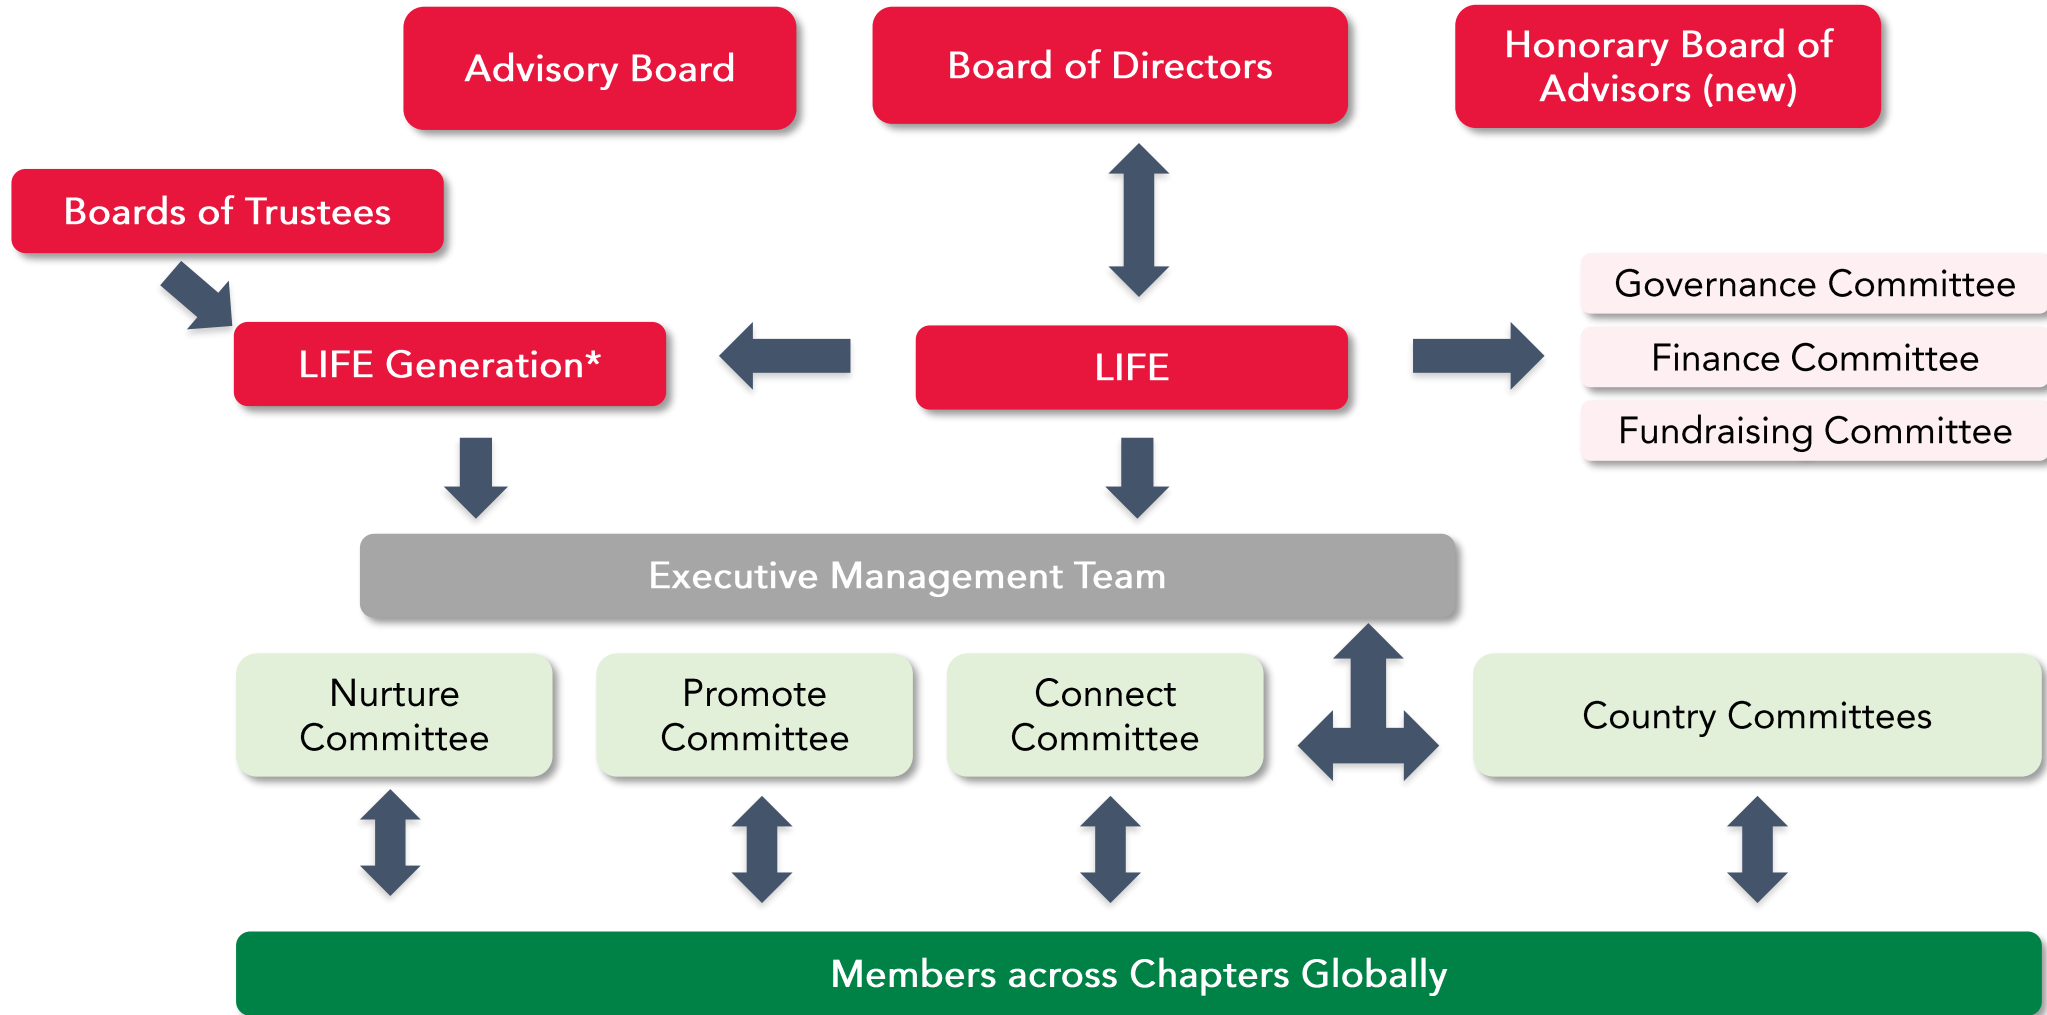 Advisory Board
Board of Directors
Honorary Board of
Advisors (new)
Boards of Trustees
Governance Committee
Finance Committee
Fundraising Committee
LIFE Generation*
LIFE
Executive Management Team
Nurture
Committee
Promote
Committee
Connect
Committee
Country Committees
Members across Chapters Globally